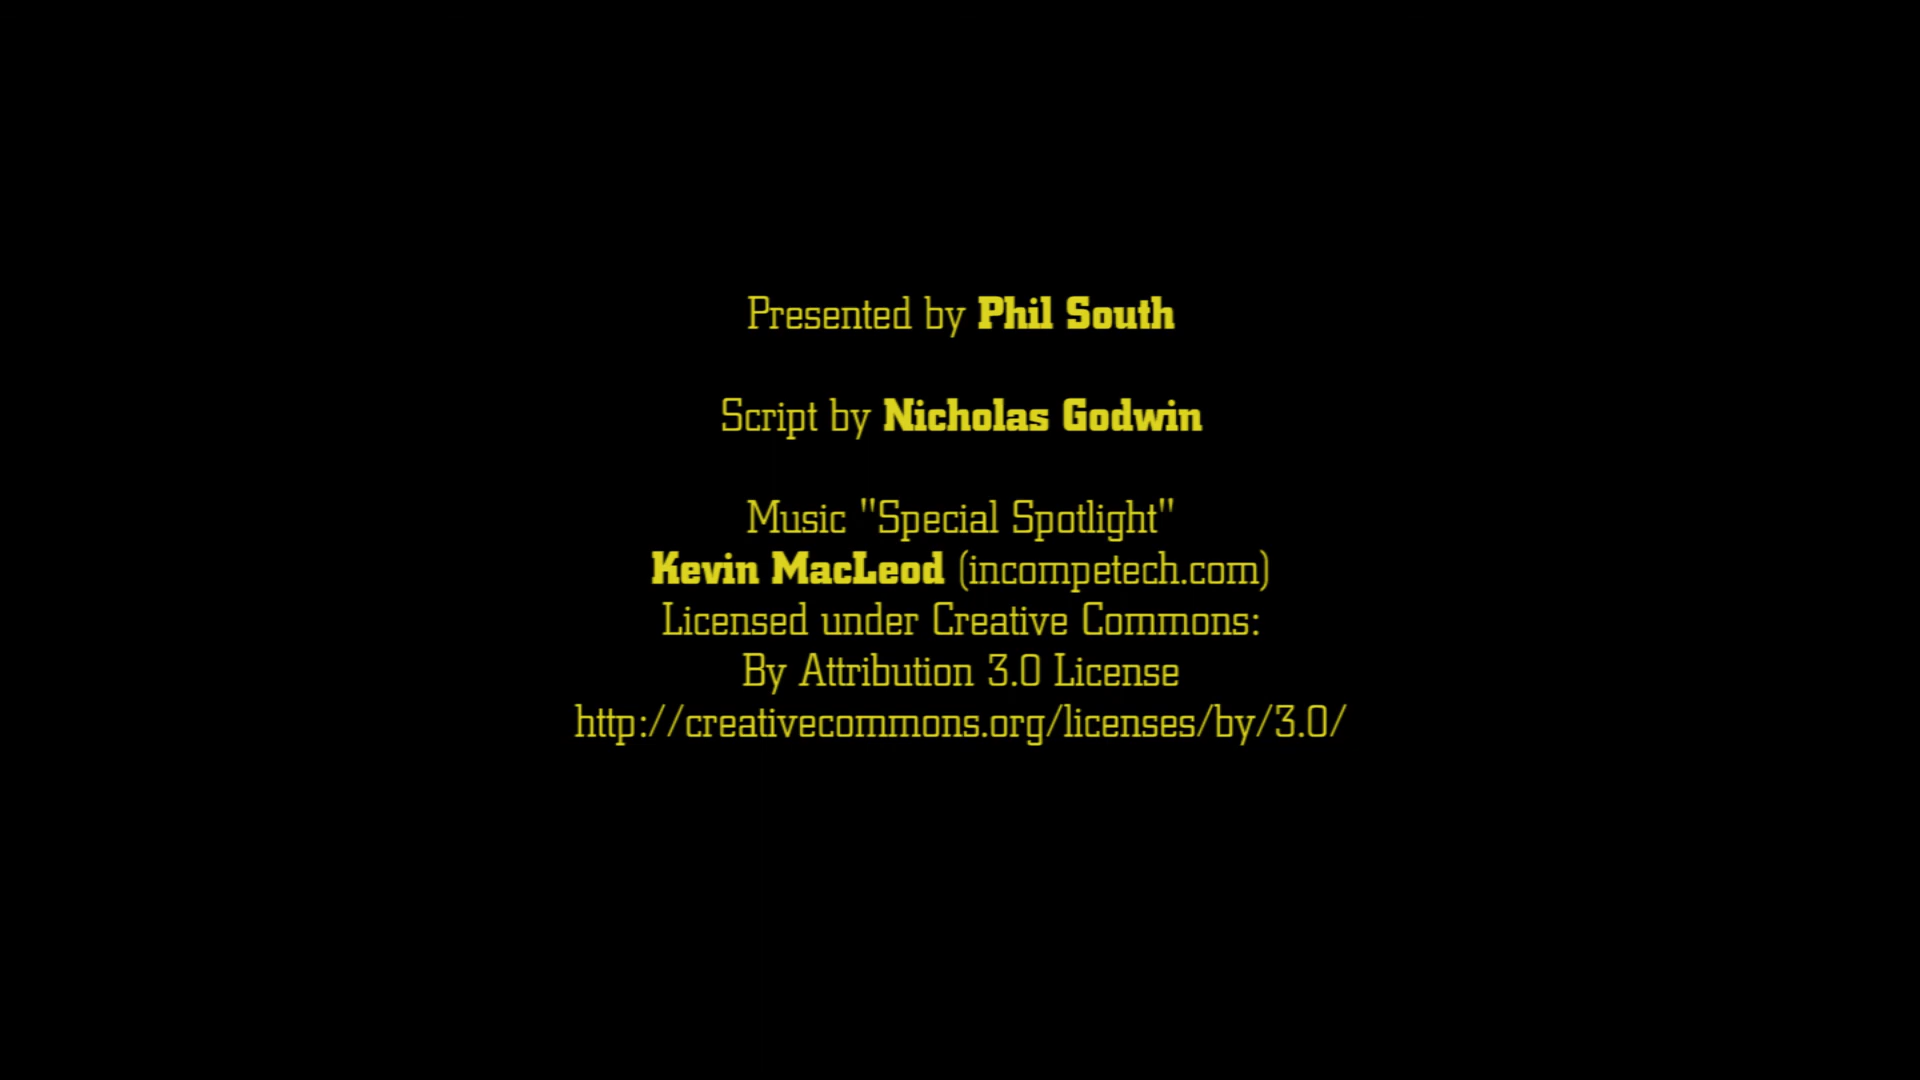 Presented by Phil South
Script by Nicholas Godwin
Music "Special Spotlight"
Kevin MacLeod (incompetech.com)
Licensed under Creative Commons:
By Attribution 3.0 License
http://creativecommons.org/licenses/by/3.0/